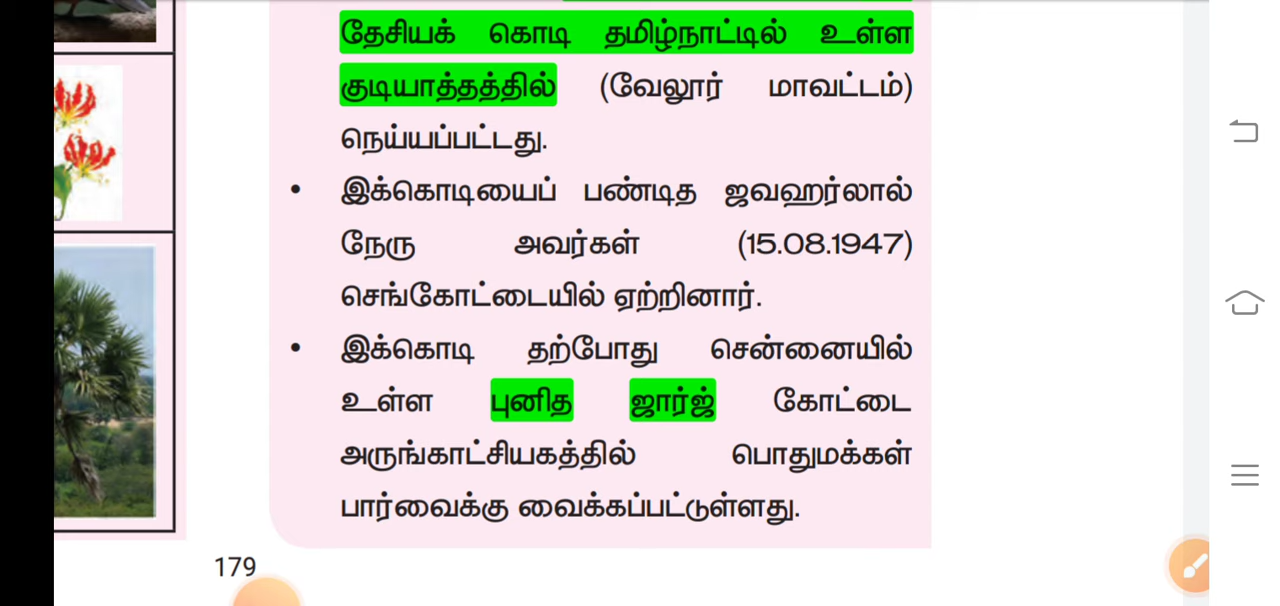 தேசியக் கொடி தமிழ்நாட்டில் உள்ள
குடியாத்தத்தில் (வேலூர் மாவட்டம்)
நெய்யப்பட்டது.
• இக்கொடியைப் பண்டித ஜவஹர்லால்
நேரு அவர்கள் (15.08.1947)
செங்கோட்டையில் ஏற்றினார்.
• இக்கொடி தற்போது சென்னையில்
உள்ள புனித ஜார்ஜ் கோட்டை
அருங்காட்சியகத்தில் பொதுமக்கள்
பார்வைக்கு வைக்கப்பட்டுள்ளது.
179